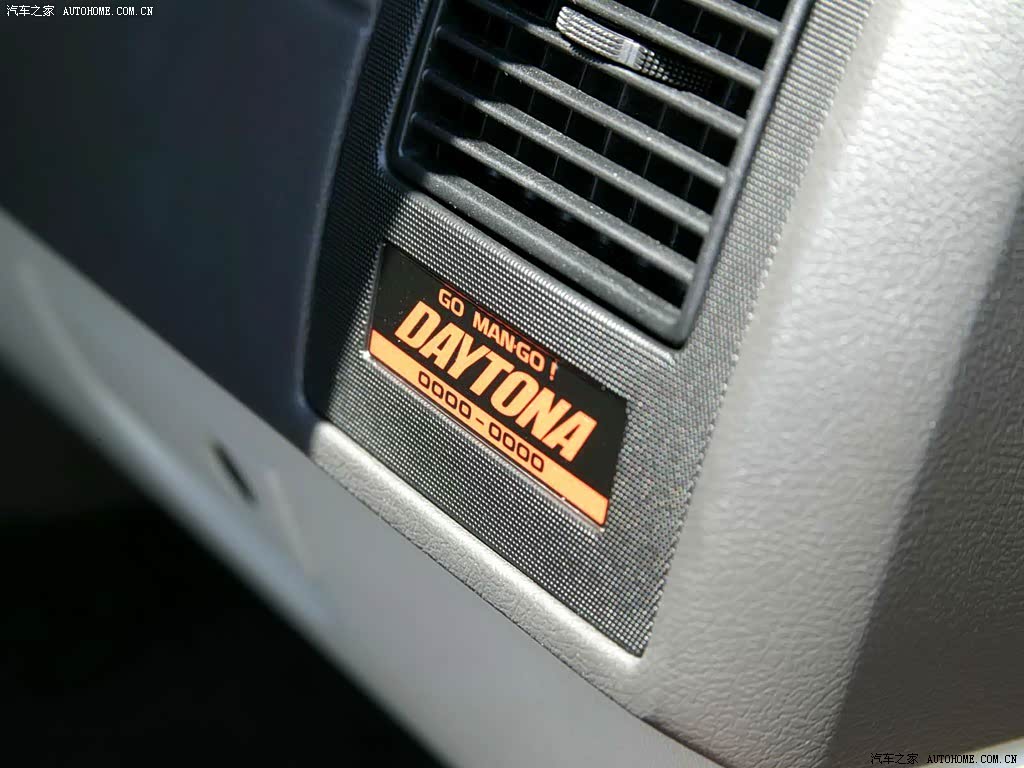 汽车之家 AUTOHOME.COM.CN
GO MAN-GO !
DAYTONA
0000-0000
汽车之家 AUTOHOME.COM.CN